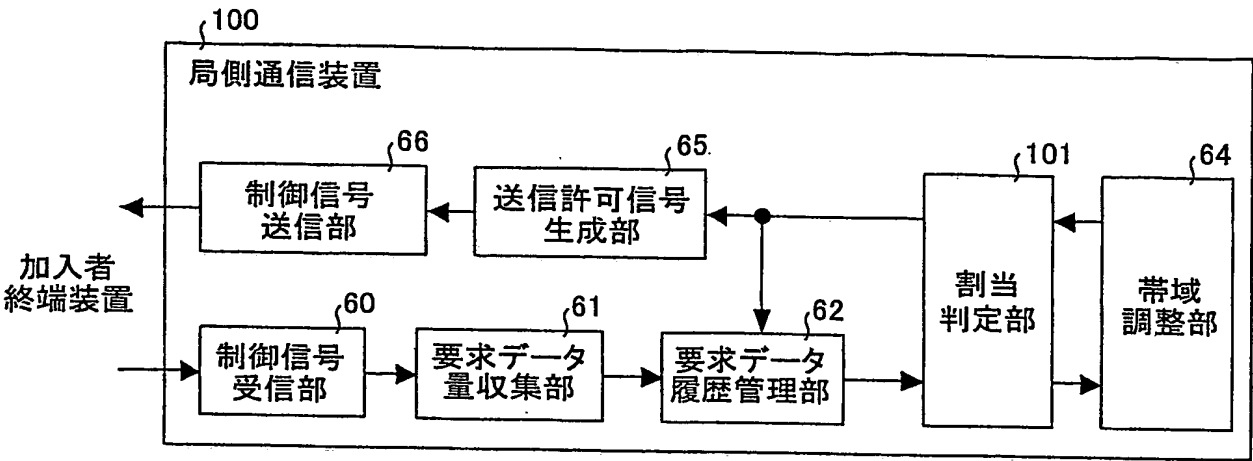 100
局側通信装置
66
制御信号
送信部
65
送信許可信号
生成部
101
割当
判定部
64
帯域
調整部
加入者
終端装置
60
制御信号
受信部
61
要求データ
量収集部
62
要求データ
履歴管理部